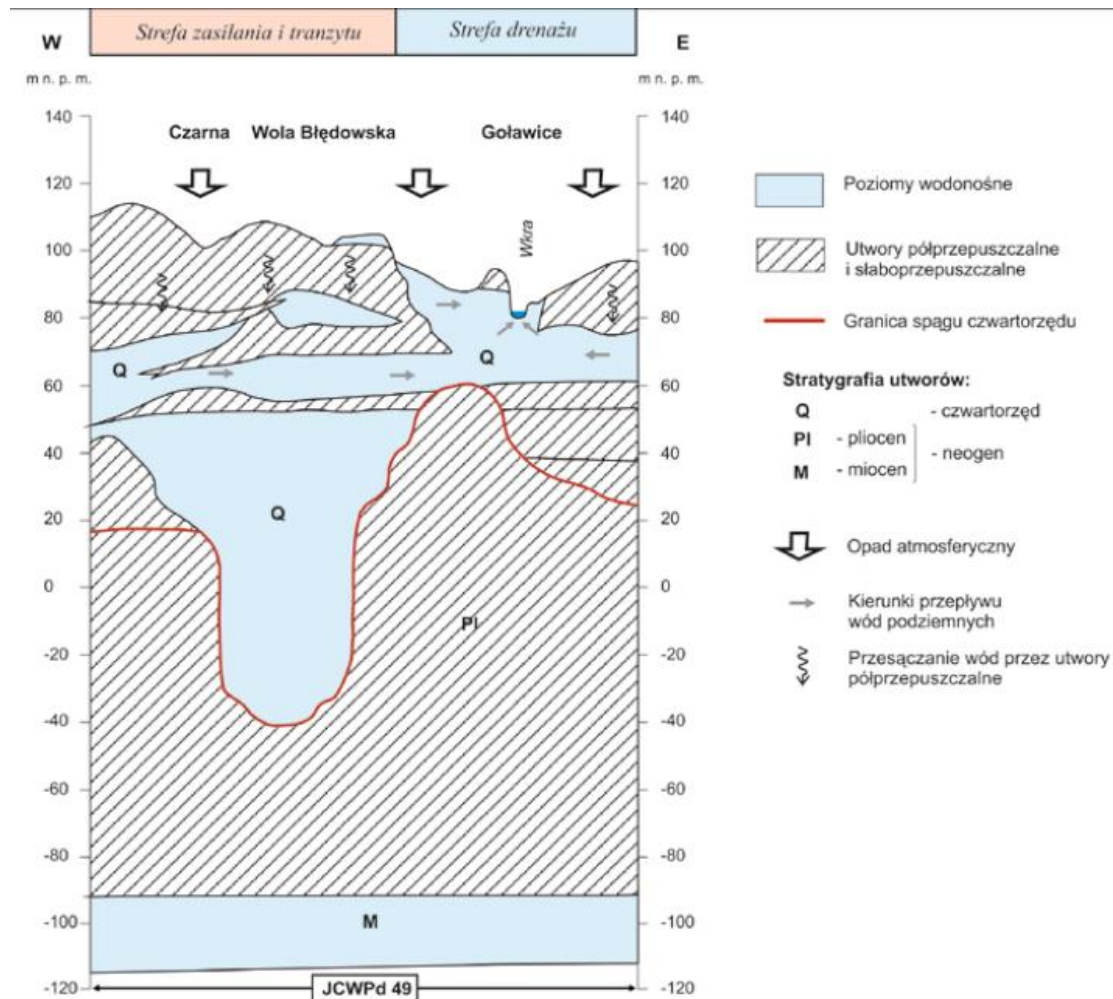 Strefa zasilania i tranzytu
Strefa drenażu
W
E
m n. p. m.
m n. p. m.
140
120
100
80
60
40
20
0
-20
-40
-60
-80
-100
-120
140
120
100
80
60
40
20
0
-20
-40
-60
-80
-100
-120
Czarna
Wola Błędowska
Goławice
Wkra
Q
Q
Q
Pl
M
JCWPd 49
Poziomy wodonośne
Utwory półprzepuszczalne
i słaboprzepuszczalne
Granica spągu czwartorzędu
Stratygrafia utworów:
Q - czwartorzęd
Pl - pliocen
M - miocen
- neogen
Opad atmosferyczny
Kierunki przepływu
wód podziemnych
Przesączanie wód przez utwory
półprzepuszczalne